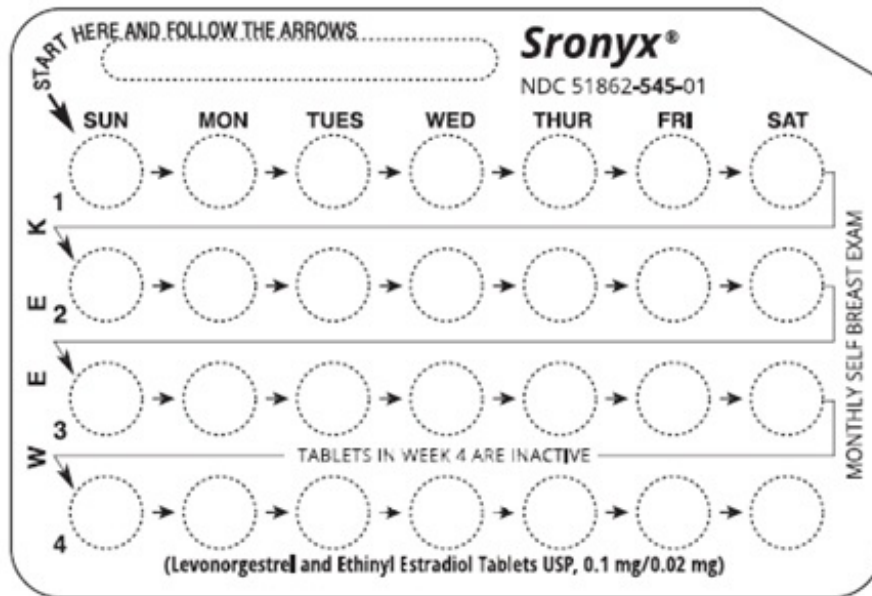 START HERE AND FOLLOW THE ARROWS
Sronyx®
NDC 51862-545-01
SUN MON TUES WED THUR FRI SAT
WEEK
1
2
3
TABLETS IN WEEK 4 ARE INACTIVE
4
MONTHLY SELF BREAST EXAM
(Levonorgestrel and Ethinyl Estradiol Tablets USP, 0.1 mg/0.02 mg)